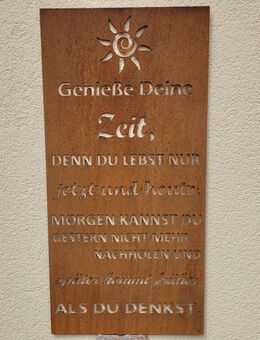 Genieße Deine
Zeit,
DENN DU LEBST NUR
jetzt und heute.
MORGEN KANNST DU
GESTERN NICHT MEHR
NACHHOLEN UND
später kommt früher
ALS DU DENKST.